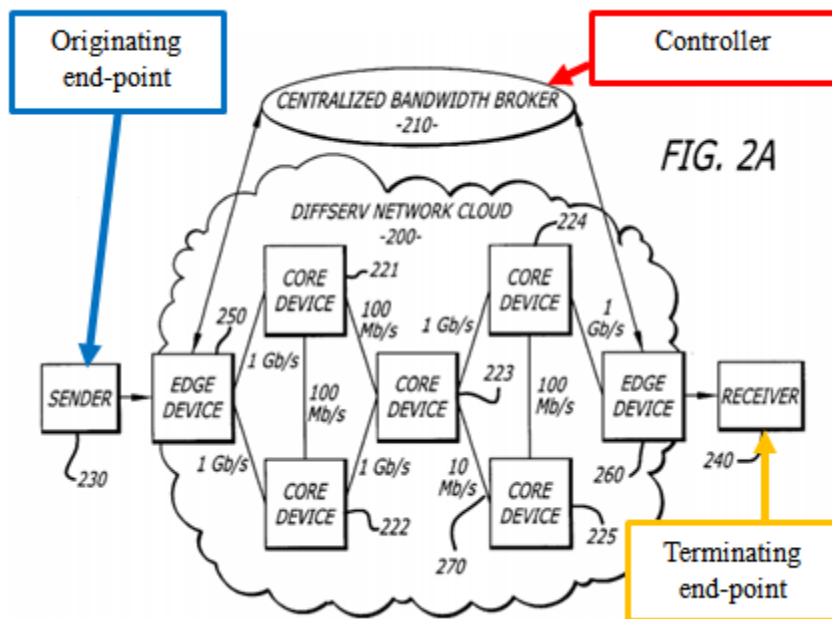 Originating
end-point
Controller
CENTRALIZED BANDWIDTH BROKER
-210-
FIG. 2A
DIFFSERV NETWORK CLOUD
-200-
224
CORE
DEVICE
221
CORE
DEVICE
250
100
Mb/s
1 Gb/s
1
Gb/s
1 Gb/s
SENDER
230
EDGE
DEVICE
100
Mb/s
CORE
DEVICE
223
100
Mb/s
EDGE
DEVICE
260
RECEIVER
240
1 Gb/s
1 Gb/s
10
Mb/s
CORE
DEVICE
222
270
CORE
DEVICE
225
Terminating
end-point